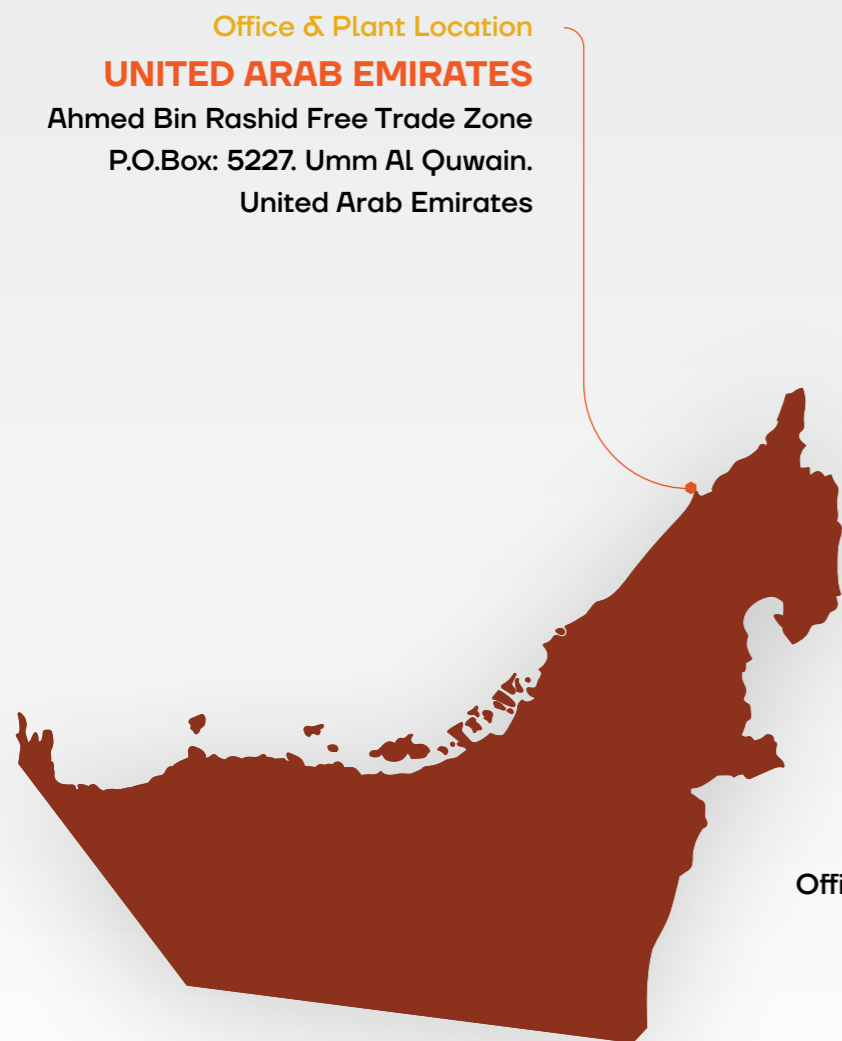 Office & Plant Location
UNITED ARAB EMIRATES
Ahmed Bin Rashid Free Trade Zone
P.O.Box: 5227. Umm Al Quwain.
United Arab Emirates